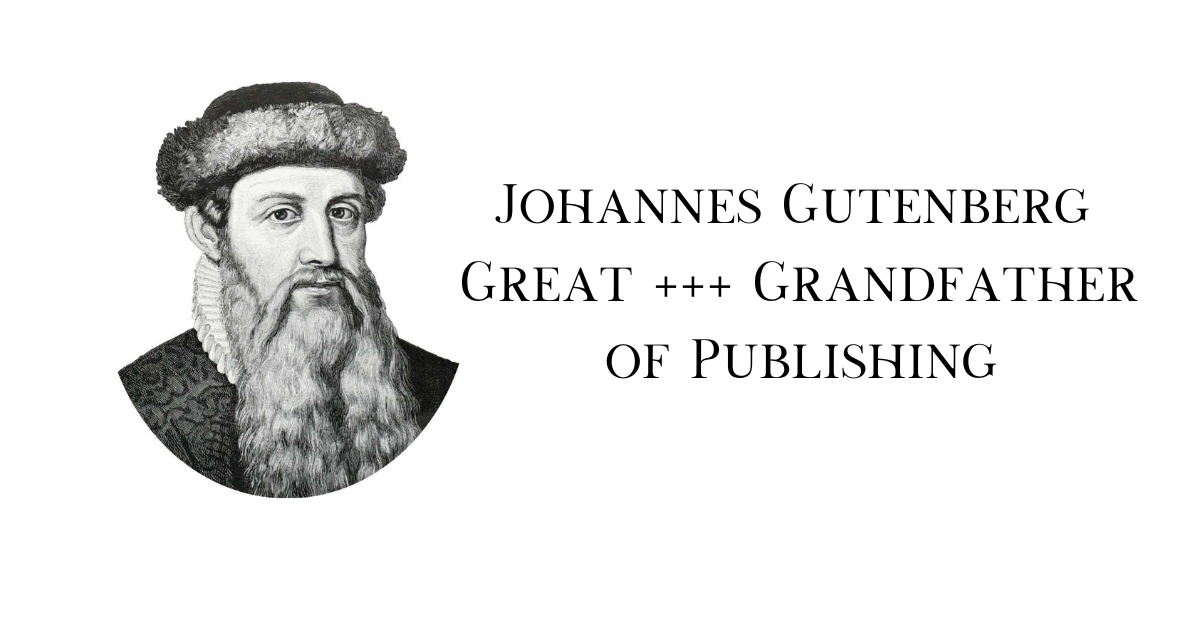 Johannes Gutenberg
Great +++ Grandfather
of Publishing